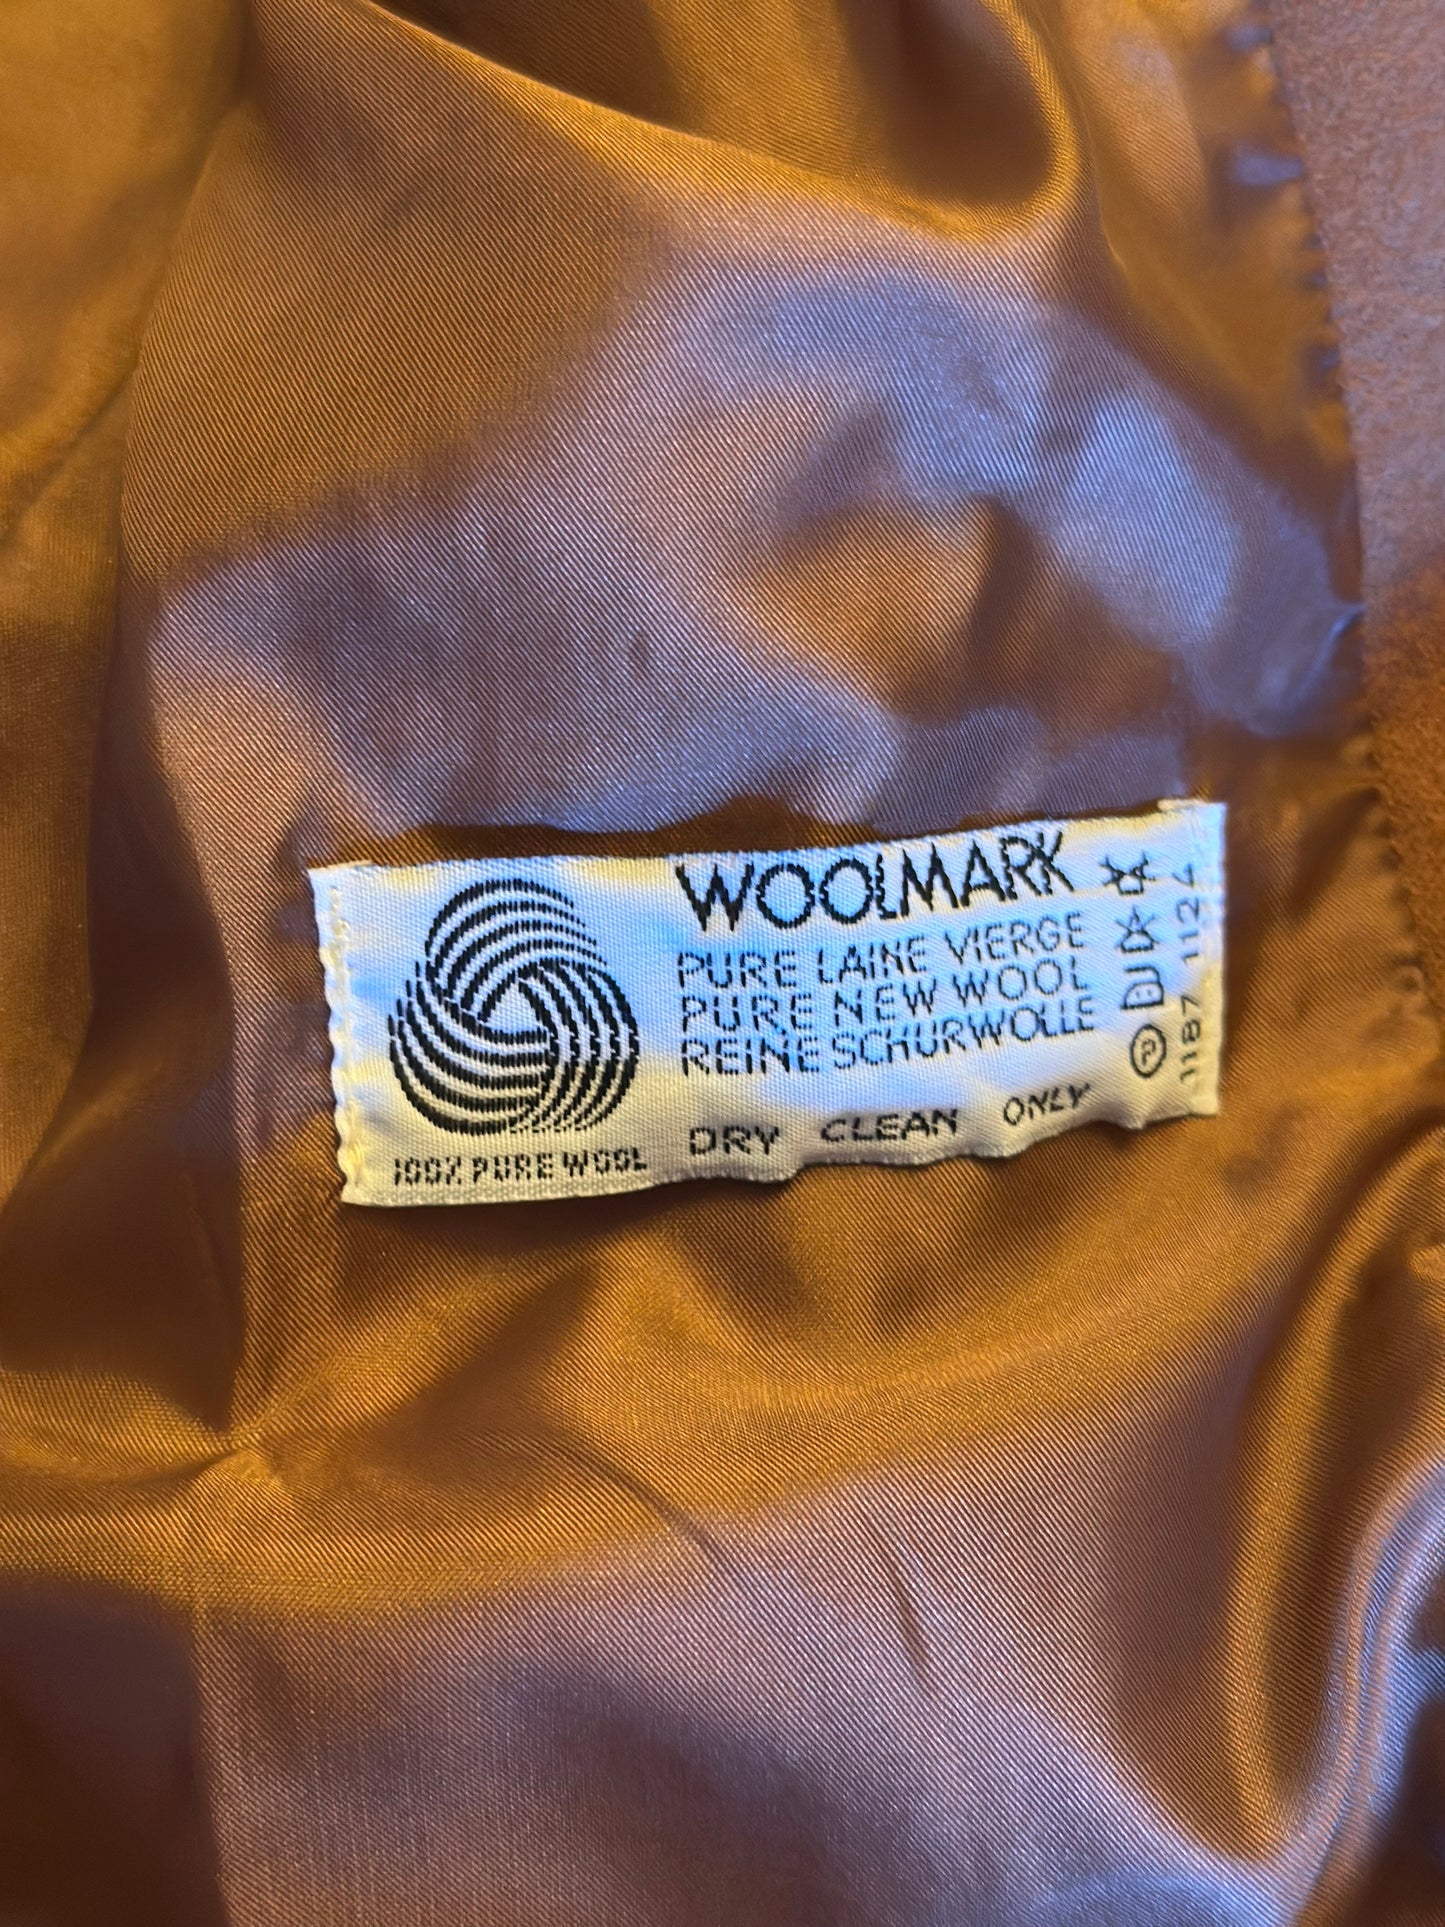 WOOLMARK
PURE LAINE VIERGE
PURE NEW WOOL
REINE SCHURWOLLE
100% PURE WOOL
DRY CLEAN ONLY
P
1187 1124